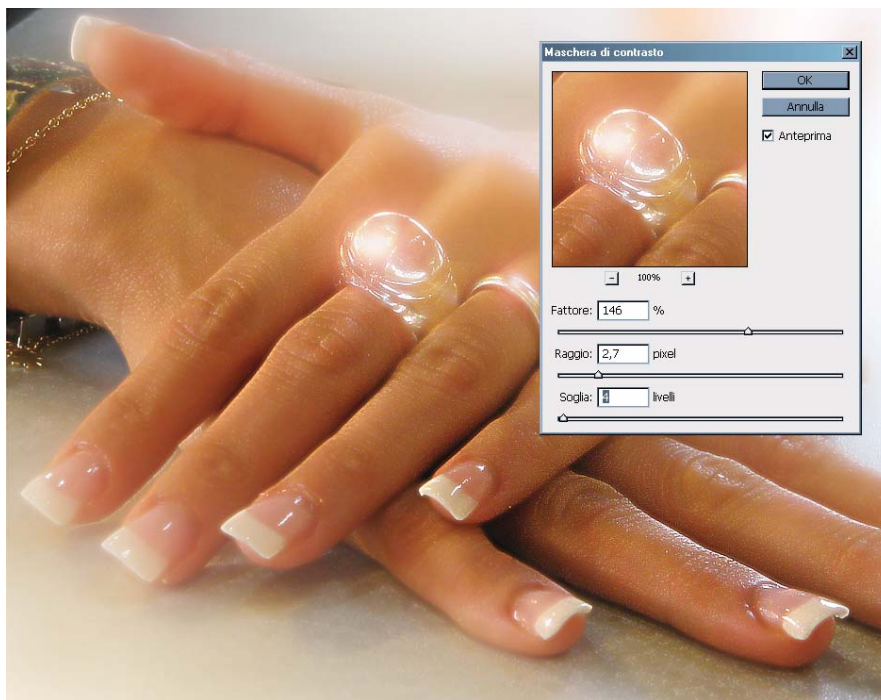 Maschera di contrasto
OK
Annulla
Anteprima
100%
Fattore: 146 %
Raggio: 2,7 pixel
Soglia: 4 livelli